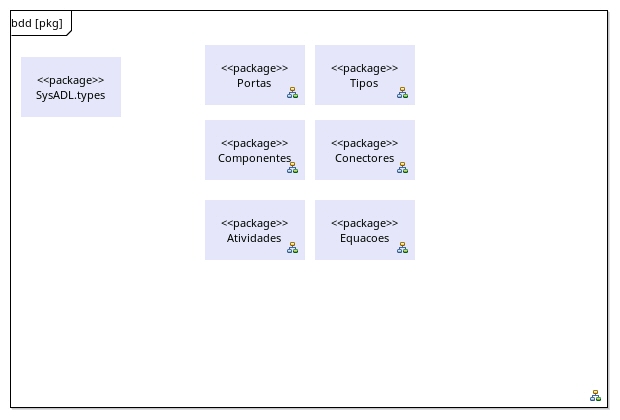 bdd [pkg]
<<package>>
SysADL.types
<<package>>
Portas
<<package>>
Tipos
<<package>>
Componentes
<<package>>
Conectores
<<package>>
Atividades
<<package>>
Equacoes